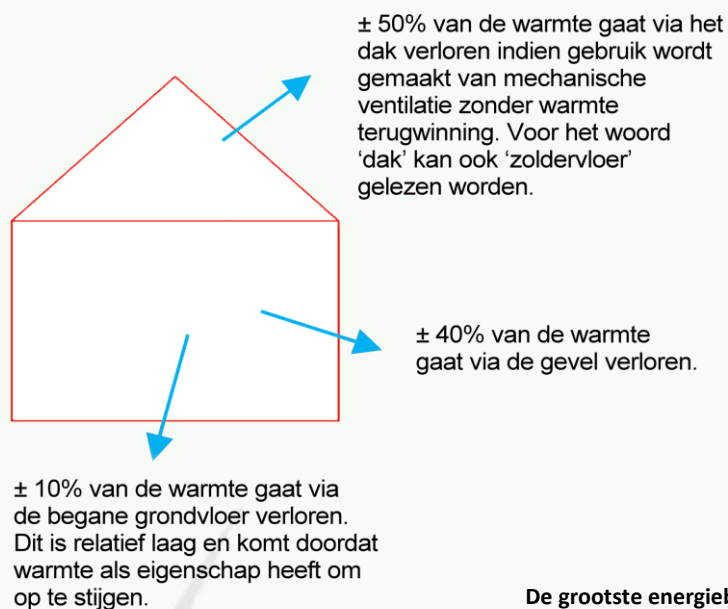 ± 50% van de warmte gaat via het
dak verloren indien gebruik wordt
gemaakt van mechanische
ventilatie zonder warmte
terugwinning. Voor het woord
‘dak’ kan ook ‘zoldervloer’
gelezen worden.
± 40% van de warmte
gaat via de gevel verloren.
± 10% van de warmte gaat via
de begane grondvloer verloren.
Dit is relatief laag en komt doordat
warmte als eigenschap heeft om
op te stijgen.
De grootste